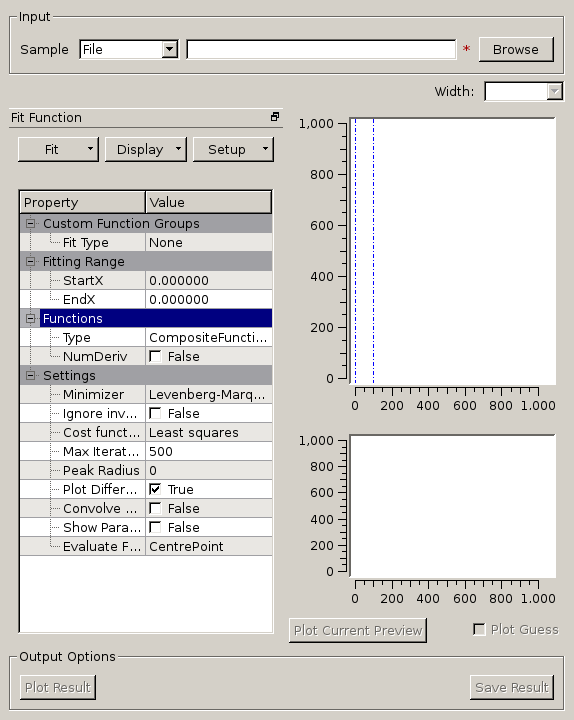 Input
Sample File * Browse
Width:
Fit Function
Fit Display Setup
Property Value
Custom Function Groups
Fit Type None
Fitting Range
StartX 0.000000
EndX 0.000000
Functions
Type CompositeFuncti...
NumDeriv False
Settings
Minimizer Levenberg-Marq...
Ignore inv... False
Cost funct... Least squares
Max Iterat... 500
Peak Radius 0
Plot Differ... True
Convolve ... False
Show Para... False
Evaluate F... CentrePoint
1,000
800
600
400
200
0
0 200 400 600 800 1.000
1,000
800
600
400
200
0
0 200 400 600 800 1.000
Plot Current Preview Plot Guess
Output Options
Plot Result Save Result